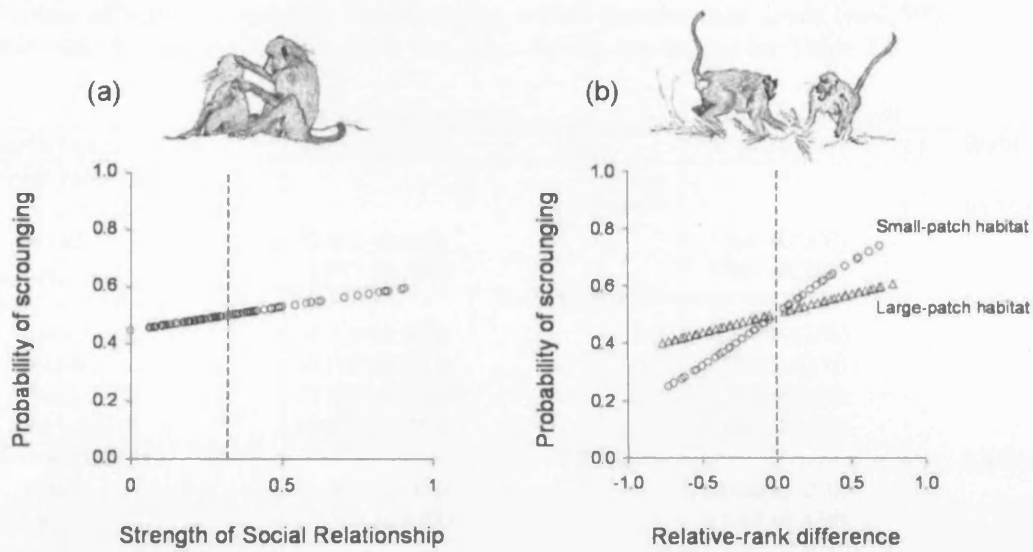 (a)
Probability of scrounging
1.0
0.8
0.6
0.4
0.2
0.0
0
0.5
1
Strength of Social Relationship
(b)
Probability of scrounging
1.0
0.8
0.6
0.4
0.2
0.0
-1.0
-0.5
0.0
0.5
1.0
Small-patch habitat
Large-patch habitat
Relative-rank difference